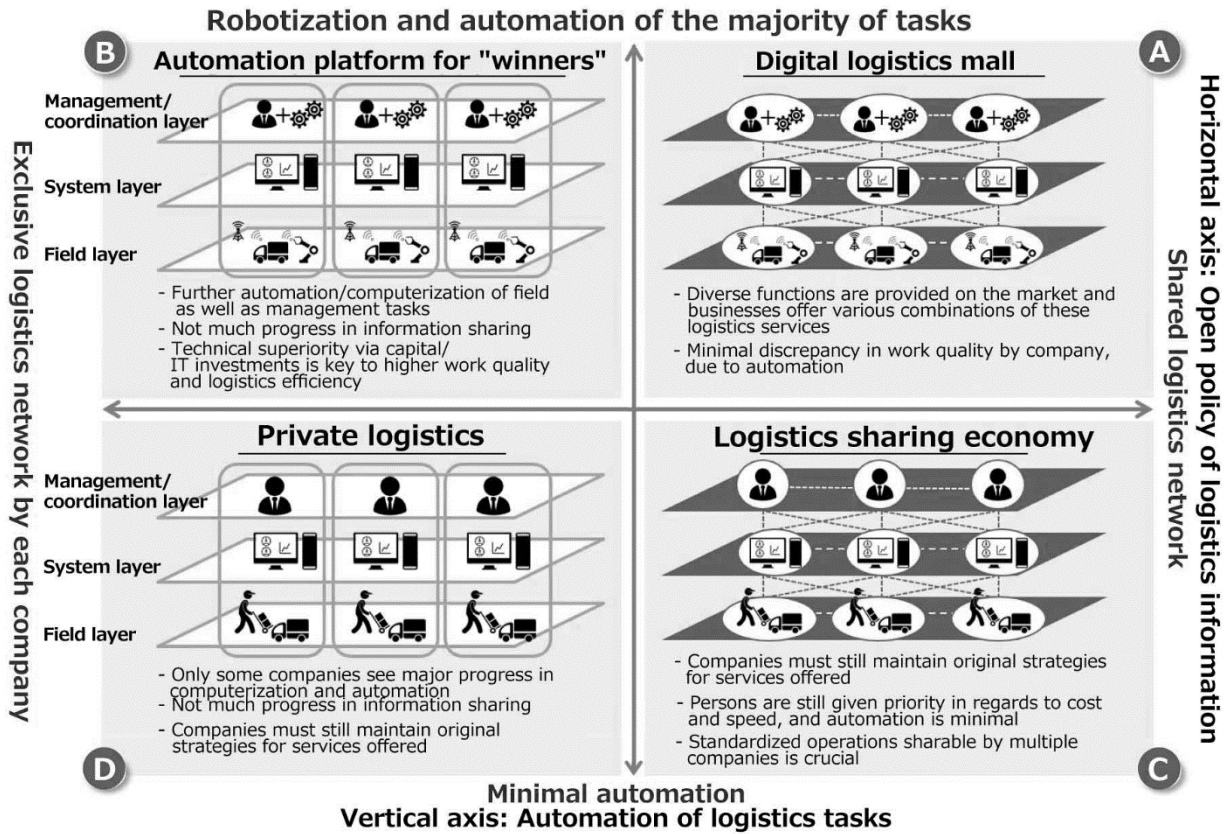 Robotization and automation of the majority of tasks
B
Automation platform for "winners"
Management/
coordination layer
System layer
Field layer
- Further automation/computerization of field
as well as management tasks
- Not much progress in information sharing
- Technical superiority via capital/
IT investments is key to higher work quality
and logistics efficiency
A
Digital logistics mall
- Diverse functions are provided on the market and
businesses offer various combinations of these
logistics services
- Minimal discrepancy in work quality by company,
due to automation
Exclusive logistics network by each company
Shared logistics network
Horizontal axis: Open policy of logistics information
Private logistics
Management/
coordination layer
System layer
Field layer
- Only some companies see major progress in
computerization and automation
- Not much progress in information sharing
- Companies must still maintain original
strategies for services offered
D
Logistics sharing economy
- Companies must still maintain original strategies
for services offered
- Persons are still given priority in regards to cost
and speed, and automation is minimal
- Standardized operations sharable by multiple
companies is crucial
C
Minimal automation
Vertical axis: Automation of logistics tasks